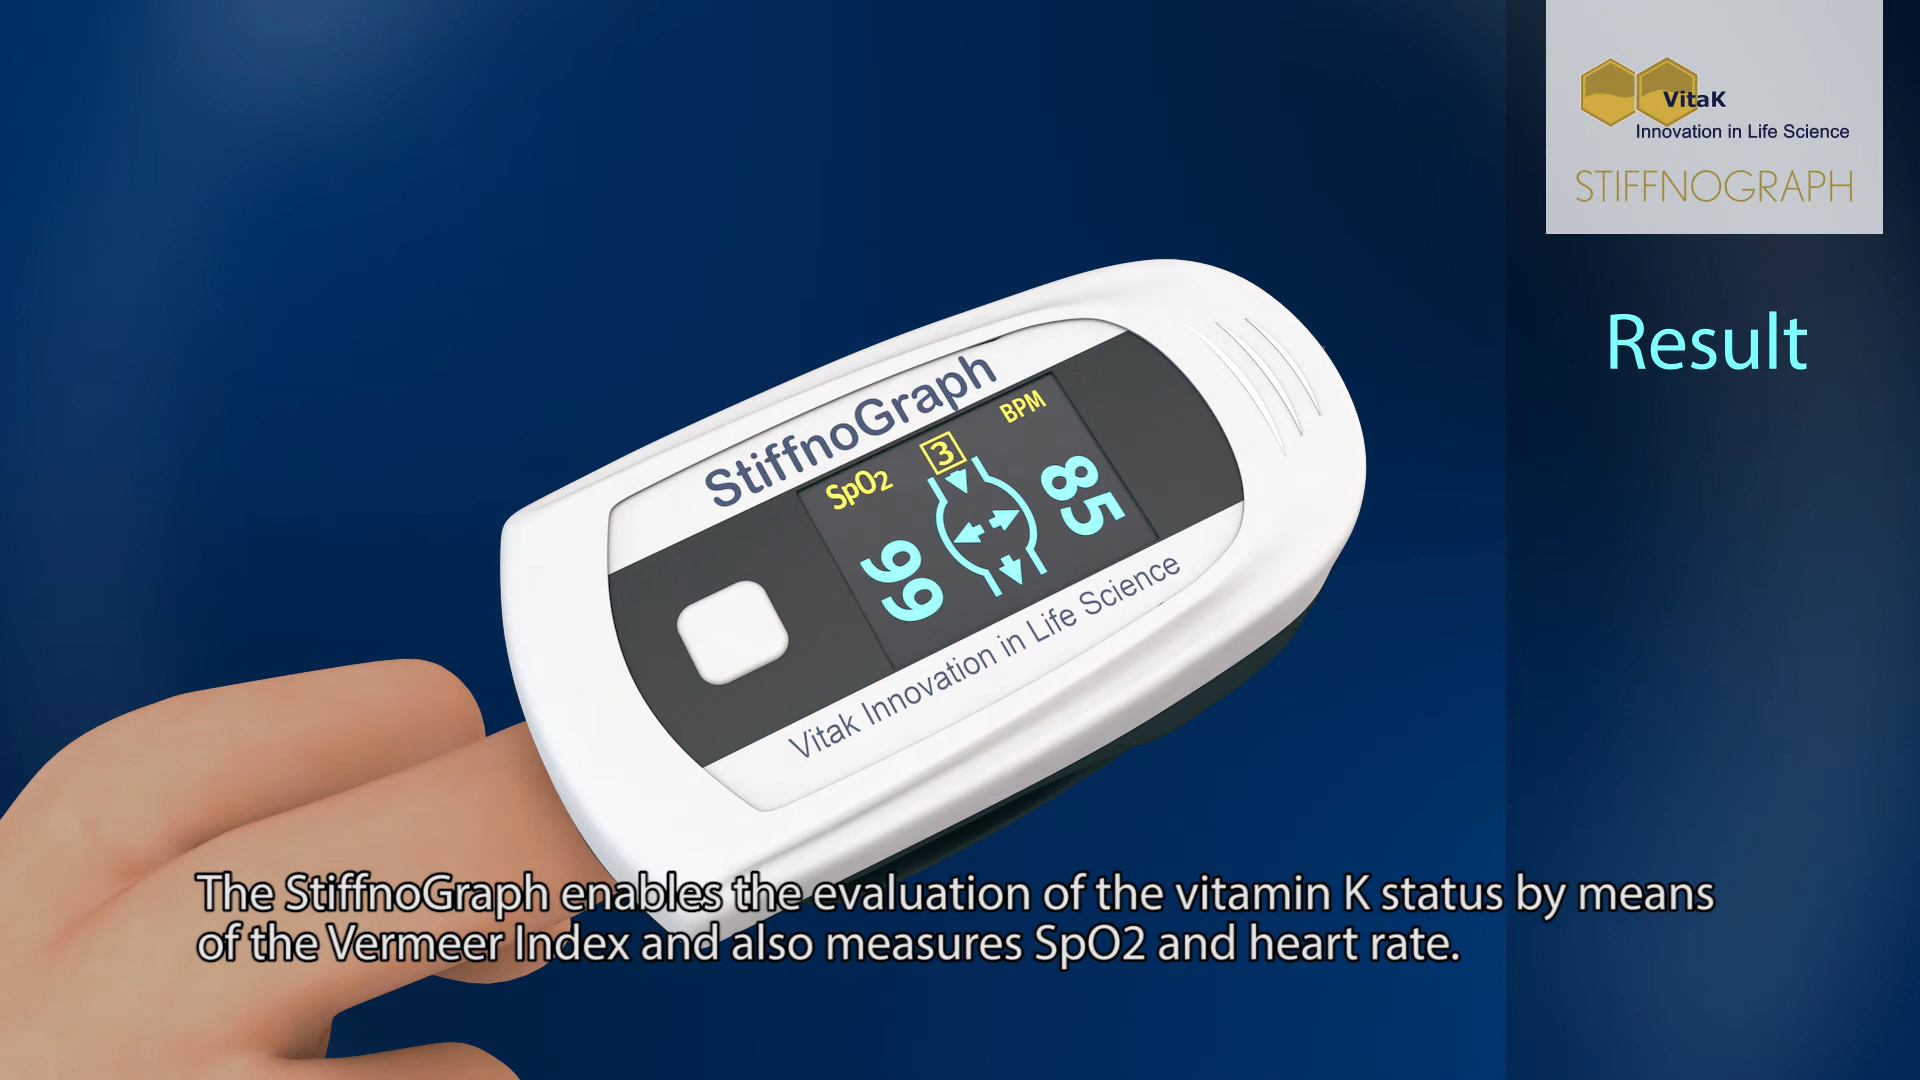 VitaK
Innovation in Life Science
STIFFNOGRAPH
Result
StiffnoGraph
SpO2
3
BPM
99
85
Vitak Innovation in Life Science
The StiffnoGraph enables the evaluation of the vitamin K status by means
of the Vermeer Index and also measures SpO2 and heart rate.